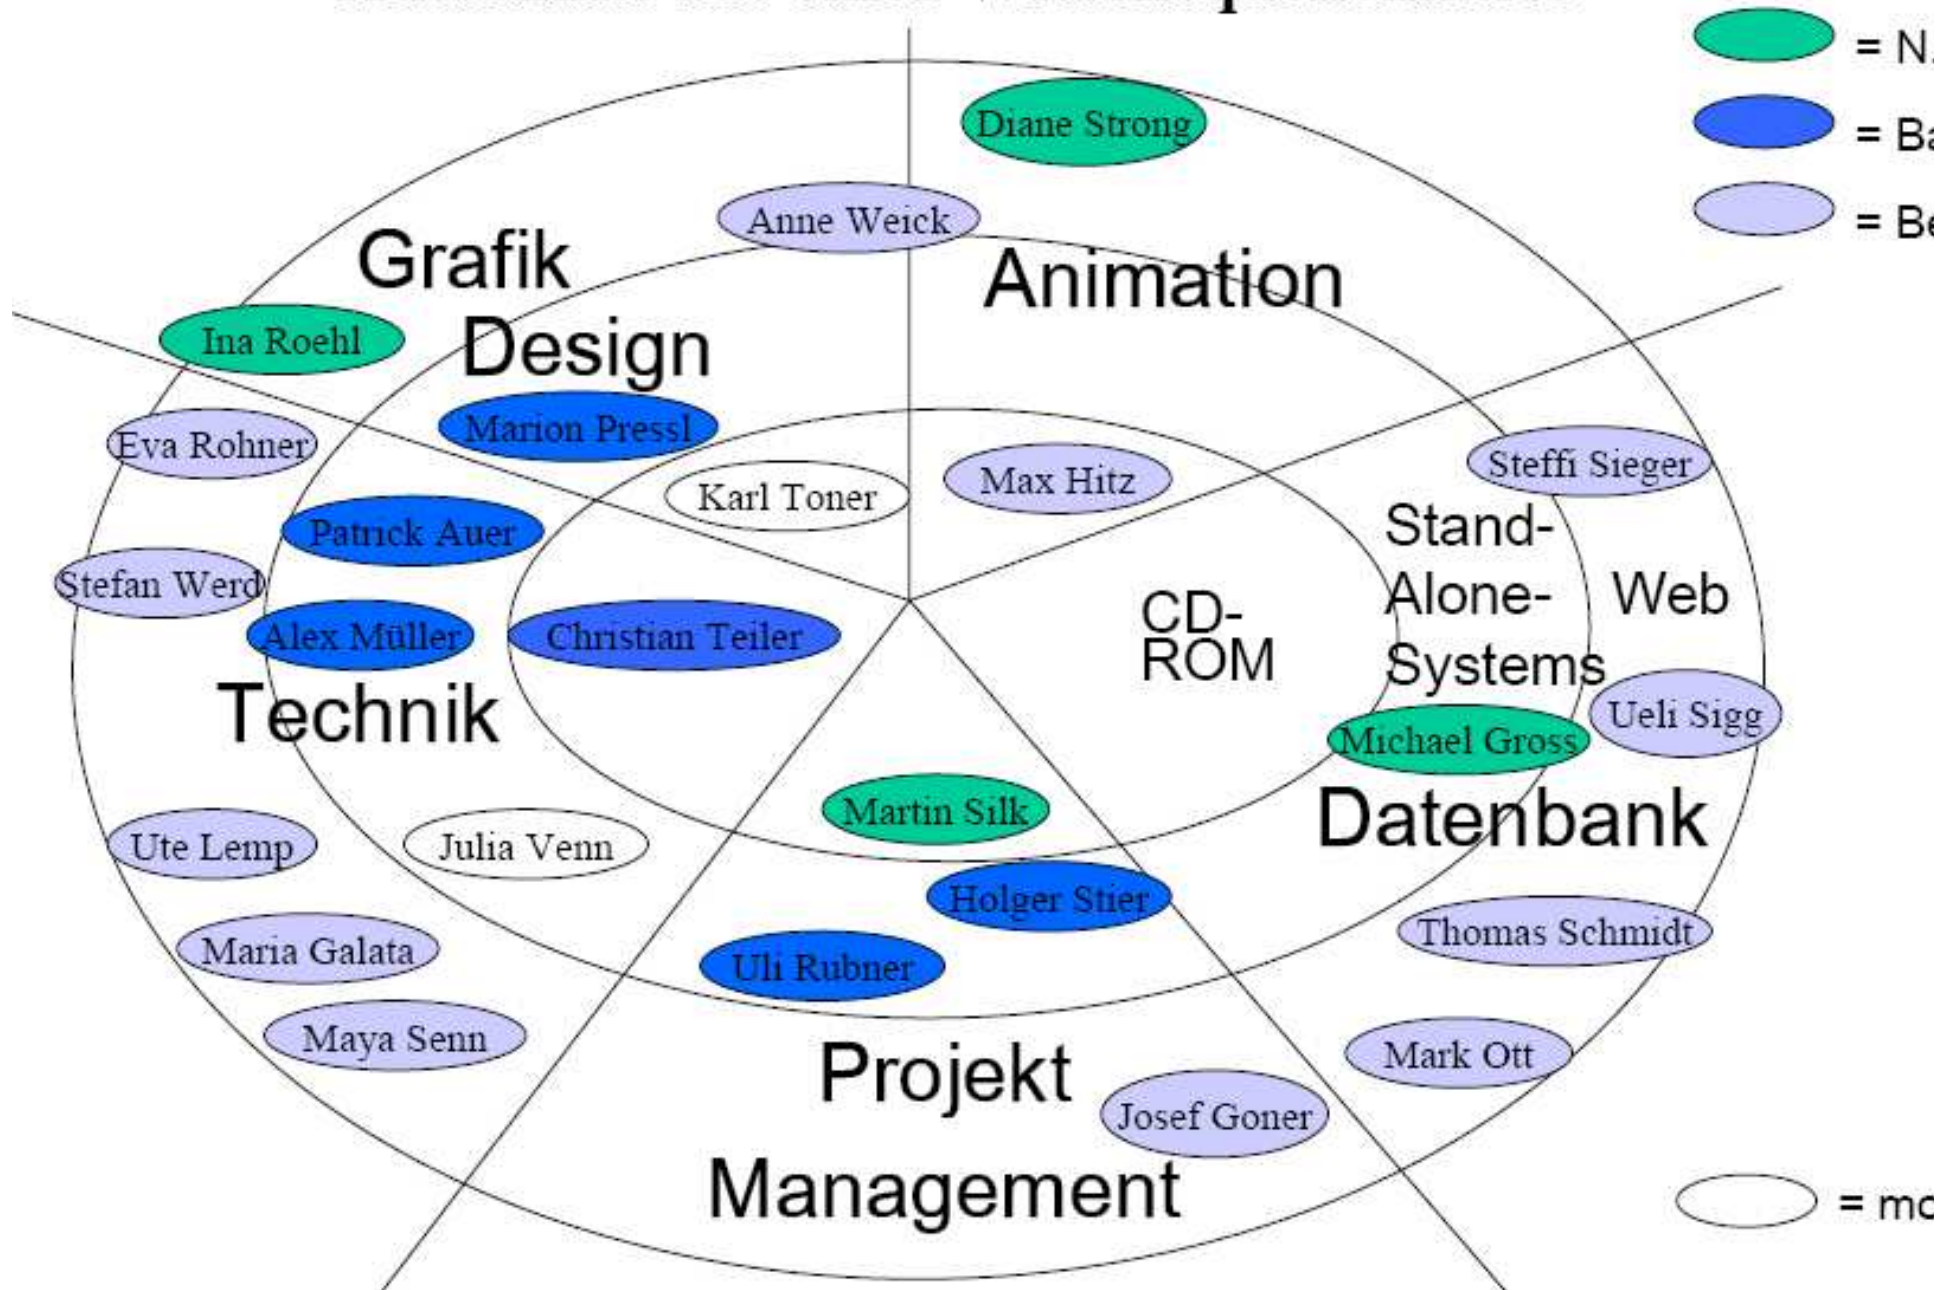 = N.
Diane Strong
= Ba
Anne Weick
= Be
Grafik
Animation
Ina Roehl
Design
Marion Pressl
Eva Rohner
Steffi Sieger
Karl Toner
Max Hitz
Patrick Auer
Stand-
Stefan Werd
Alone-
Web
CD-
ROM
Alex Müller
Christian Teiler
Systems
Technik
Ueli Sigg
Michael Gross
Martin Silk
Datenbank
Ute Lemp
Julia Venn
Holger Stier
Thomas Schmidt
Maria Galata
Uli Rubner
Maya Senn
Mark Ott
Projekt
Josef Goner
Management
= mo